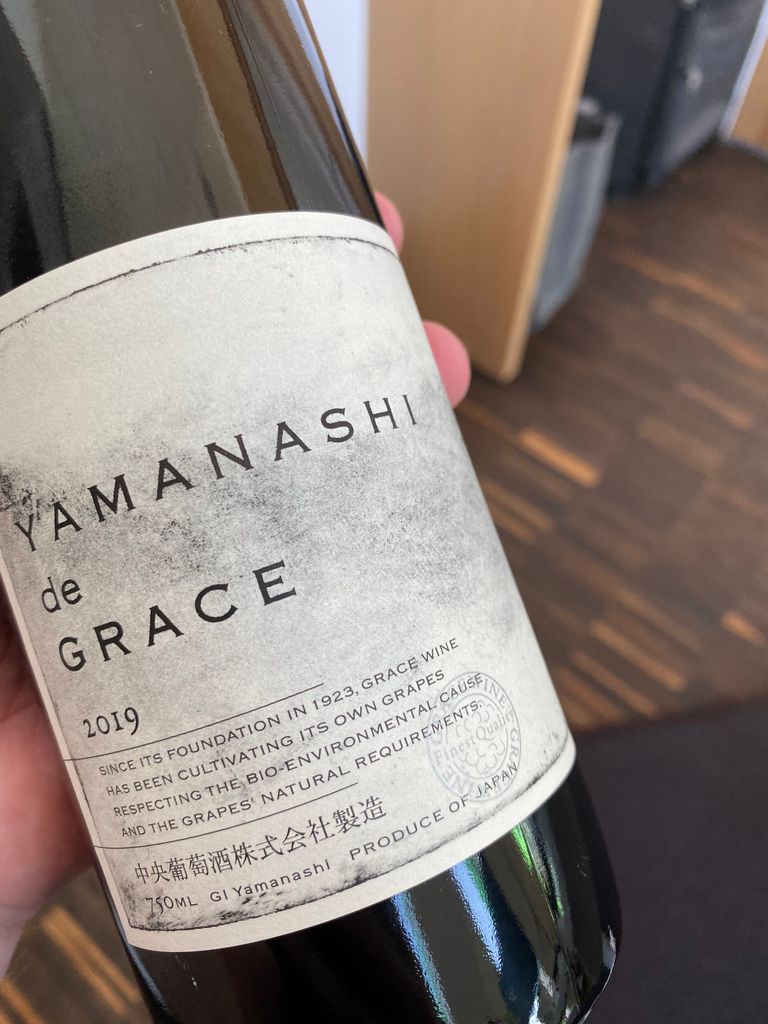 YAMANASHI
de
GRACE
2019
SINCE ITS FOUNDATION IN 1923, GRACE WINE
HAS BEEN CULTIVATING ITS OWN GRAPES
RESPECTING THE BIO-ENVIRONMENTAL CAUSE
AND THE GRAPES' NATURAL REQUIREMENTS.
Finest Quality
中央葡萄酒株式会社製造
750ML GI Yamanashi PRODUCE OF JAPAN